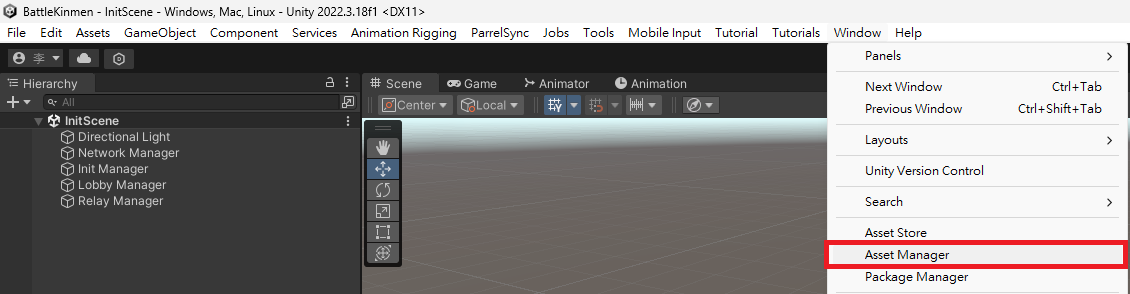 BattleKinmen - InitScene - Windows, Mac, Linux - Unity 2022.3.18f1 <DX11>
File Edit Assets GameObject Component Services Animation Rigging ParrelSync Jobs Tools Mobile Input Tutorial Tutorials Window Help
李
Hierarchy
All
InitScene
Directional Light
Network Manager
Init Manager
Lobby Manager
Relay Manager
Scene Game Animator Animation
Center Local
Panels
Next Window Ctrl+Tab
Previous Window Ctrl+Shift+Tab
Layouts
Unity Version Control
Search
Asset Store
Asset Manager
Package Manager